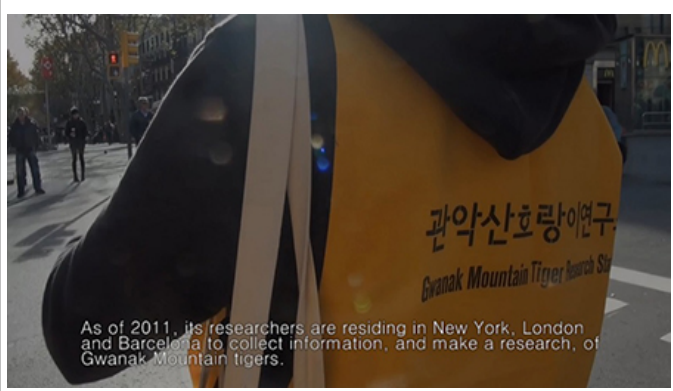 관악산호랑이연구
Gwanak Mountain Tiger Research
As of 2011, its researchers are residing in New York, London
and Barcelona to collect information, and make a research, of
Gwanak Mountain tigers.